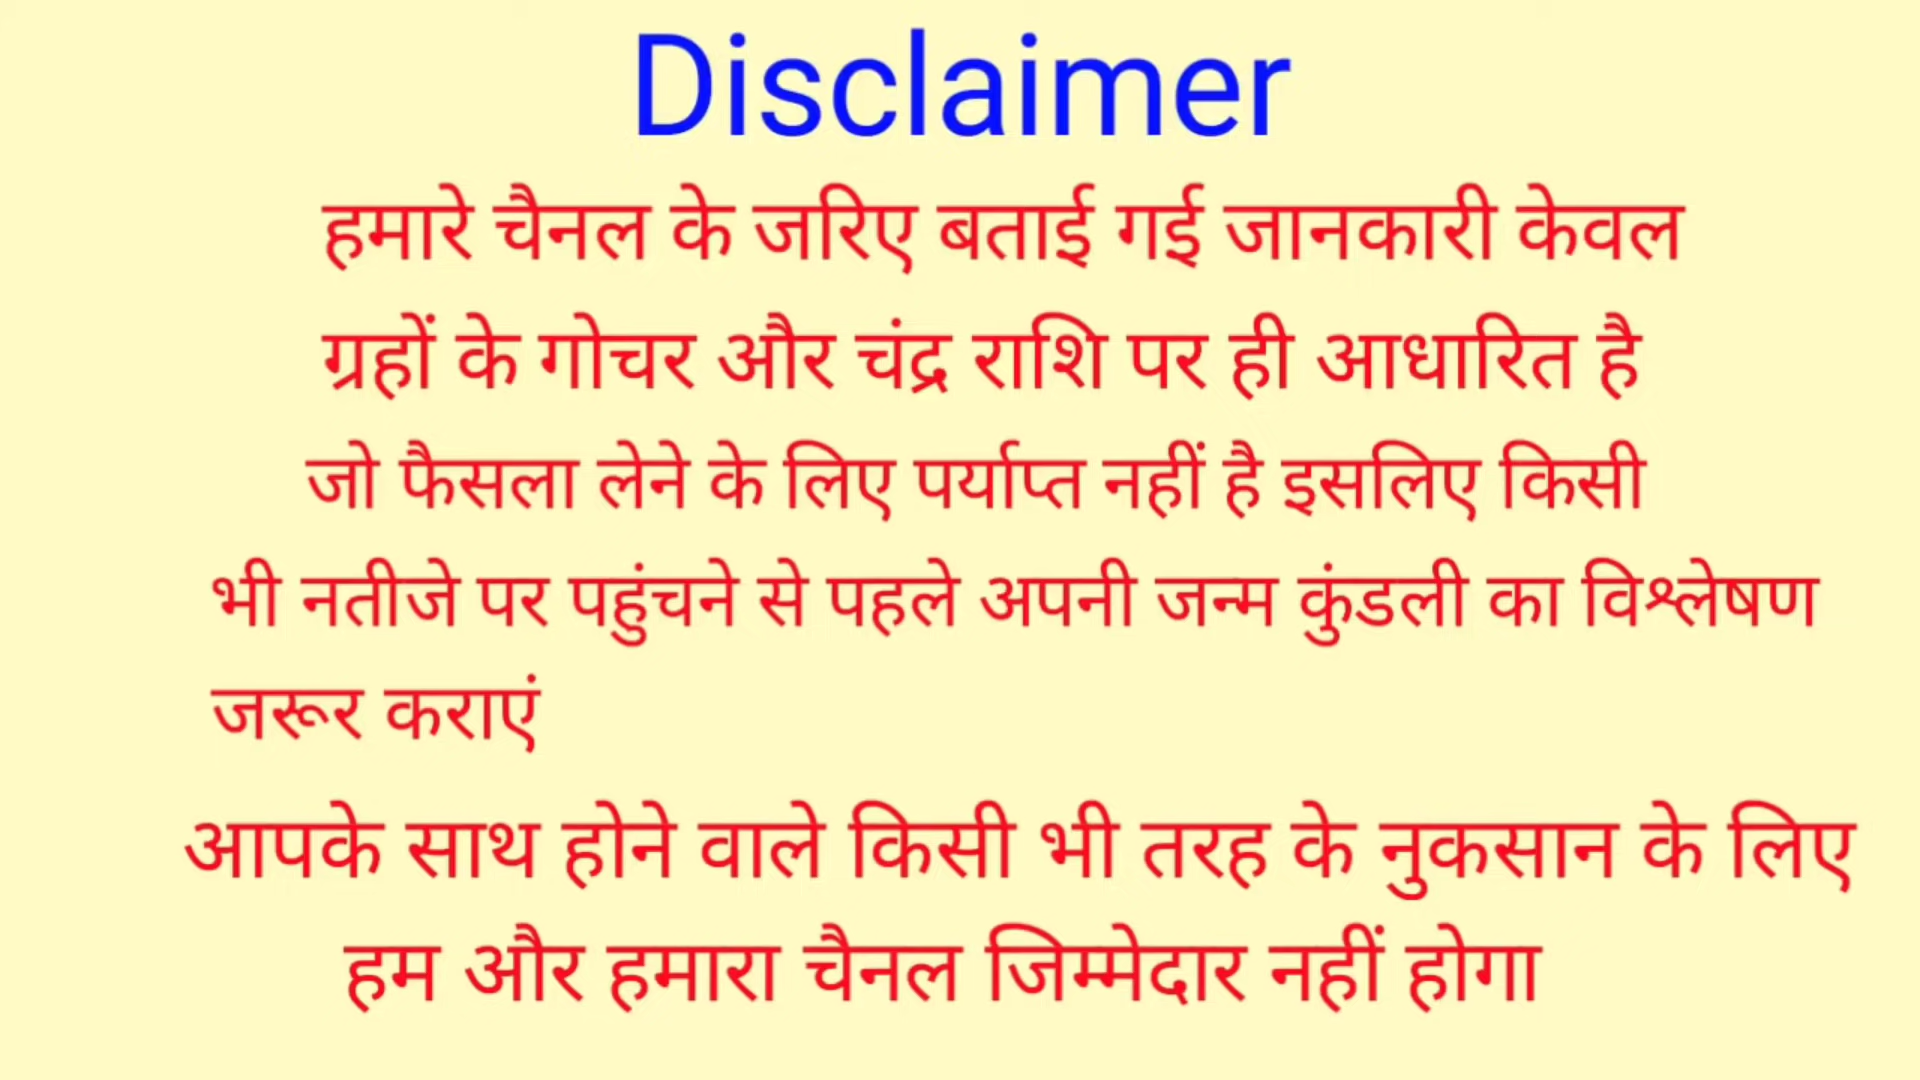 Disclaimer
हमारे चैनल के जरिए बताई गई जानकारी केवल
ग्रहों के गोचर और चंद्र राशि पर ही आधारित है
जो फैसला लेने के लिए पर्याप्त नहीं है इसलिए किसी
भी नतीजे पर पहुंचने से पहले अपनी जन्म कुंडली का विश्लेषण
जरूर कराएं
आपके साथ होने वाले किसी भी तरह के नुकसान के लिए
हम और हमारा चैनल जिम्मेदार नहीं होगा